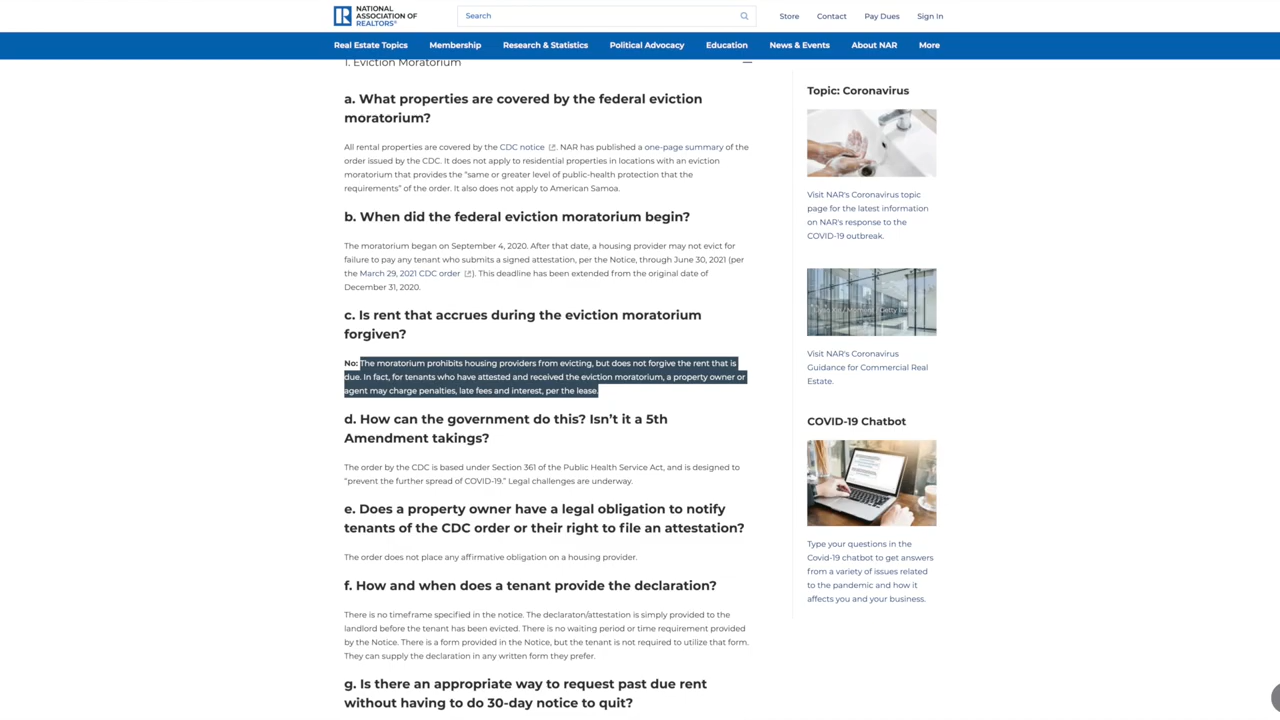 NATIONAL
ASSOCIATION OF
REALTORS®
Search
Store
Contact
Pay Dues
Sign In
Real Estate Topics
Membership
Research & Statistics
Political Advocacy
Education
News & Events
About NAR
More
1. Eviction Moratorium
a. What properties are covered by the federal eviction
moratorium?
All rental properties are covered by the CDC notice. NAR has published a one-page summary of the
order issued by the CDC. It does not apply to residential properties in locations with an eviction
moratorium that provides the “same or greater level of public-health protection that the
requirements” of the order. It also does not apply to American Samoa.
b. When did the federal eviction moratorium begin?
The moratorium began on September 4, 2020. After that date, a housing provider may not evict for
failure to pay any tenant who submits a signed attestation, per the Notice, through June 30, 2021 (per
the March 29, 2021 CDC order). This deadline has been extended from the original date of
December 31, 2020.
c. Is rent that accrues during the eviction moratorium
forgiven?
No: The moratorium prohibits housing providers from evicting, but does not forgive the rent that is
due. In fact, for tenants who have attested and received the eviction moratorium, a property owner or
agent may charge penalties, late fees and interest, per the lease.
d. How can the government do this? Isn’t it a 5th
Amendment takings?
The order by the CDC is based under Section 361 of the Public Health Service Act, and is designed to
“prevent the further spread of COVID-19.” Legal challenges are underway.
e. Does a property owner have a legal obligation to notify
tenants of the CDC order or their right to file an attestation?
The order does not place any affirmative obligation on a housing provider.
f. How and when does a tenant provide the declaration?
There is no timeframe specified in the notice. The declaraton/attestation is simply provided to the
landlord before the tenant has been evicted. There is no waiting period or time requirement provided
by the Notice. There is a form provided in the Notice, but the tenant is not required to utilize that form.
They can supply the declaration in any written form they prefer.
g. Is there an appropriate way to request past due rent
without having to do 30-day notice to quit?
Topic: Coronavirus
Visit NAR's Coronavirus topic
page for the latest information
on NAR's response to the
COVID-19 outbreak.
Visit NAR's Coronavirus
Guidance for Commercial Real
Estate.
COVID-19 Chatbot
Type your questions in the
Covid-19 chatbot to get answers
from a variety of issues related
to the pandemic and how it
affects you and your business.